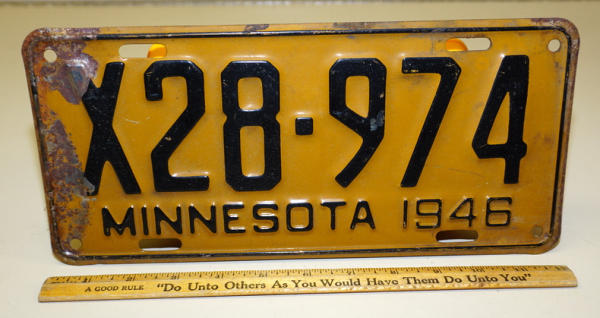 X28·974
MINNESOTA 1946
A GOOD RULE "Do Unto Others As You Would Have Them Do Unto You"